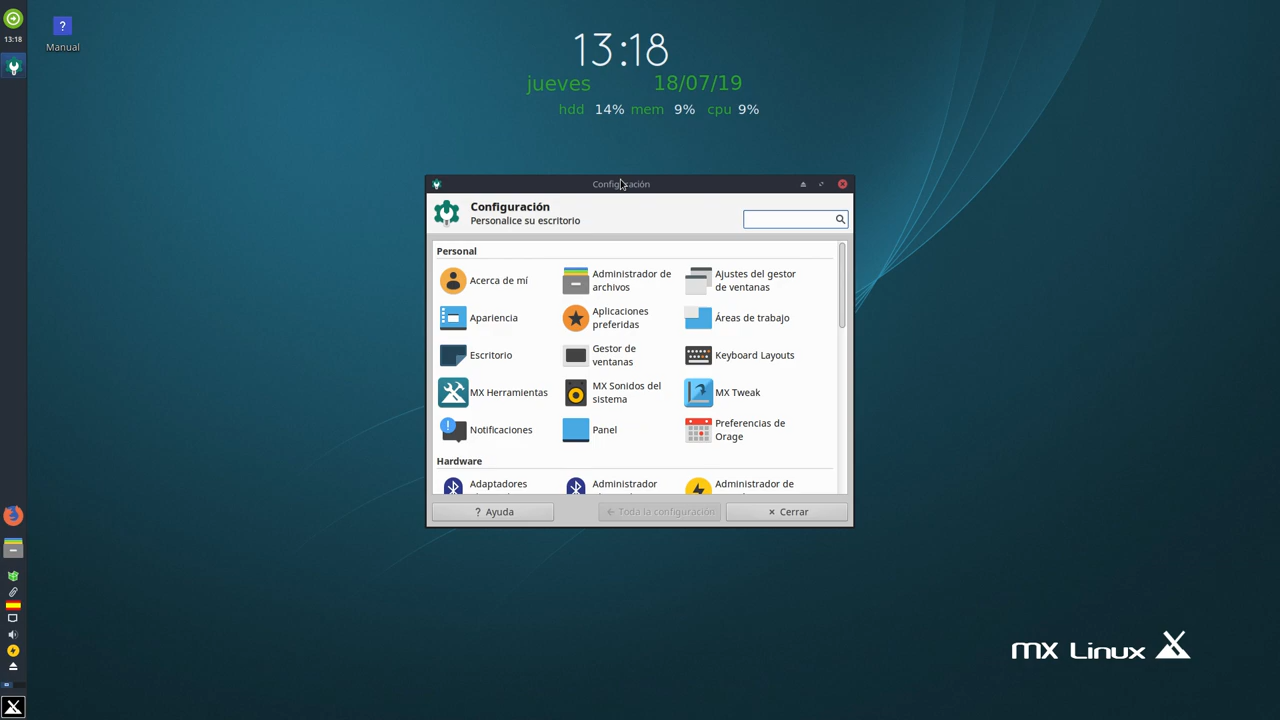 13:18
Manual
13:18
jueves 18/07/19
hdd 14% mem 9% cpu 9%
Configuración
Configuración
Personalice su escritorio
Personal
Acerca de mí
Administrador de
archivos
Ajustes del gestor
de ventanas
Apariencia
Aplicaciones
preferidas
Áreas de trabajo
Escritorio
Gestor de
ventanas
Keyboard Layouts
MX Herramientas
MX Sonidos del
sistema
MX Tweak
Notificaciones
Panel
Preferencias de
Orage
Hardware
Adaptadores
Administrador
Administrador de
? Ayuda
Toda la configuración
Cerrar
MX Linux